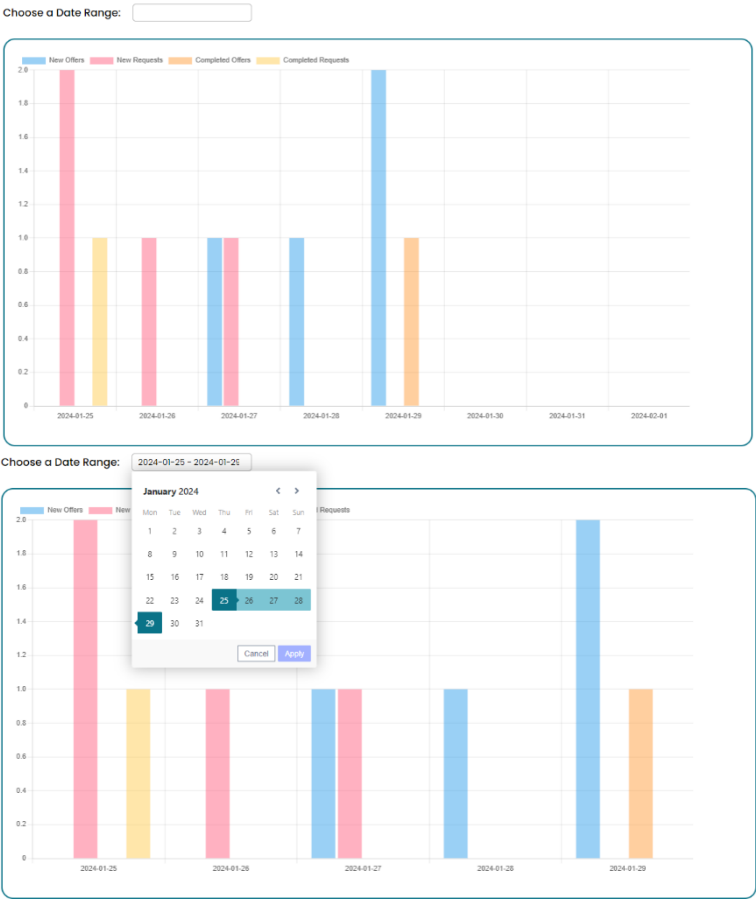 Choose a Date Range:
New Offers New Requests Completed Offers Completed Requests
2.0
1.8
1.6
1.4
1.2
1.0
0.8
0.6
0.4
0.2
0
2024-01-25 2024-01-26 2024-01-27 2024-01-28 2024-01-29 2024-01-30 2024-01-31 2024-02-01
Choose a Date Range: 2024-01-25 - 2024-01-29
January 2024
Mon Tue Wed Thu Fri Sat Sun
1 2 3 4 5 6 7
8 9 10 11 12 13 14
15 16 17 18 19 20 21
22 23 24 25 26 27 28
29 30 31
Cancel Apply
New Offers New Requests
2.0
1.8
1.6
1.4
1.2
1.0
0.8
0.6
0.4
0.2
0
2024-01-25 2024-01-26 2024-01-27 2024-01-28 2024-01-29